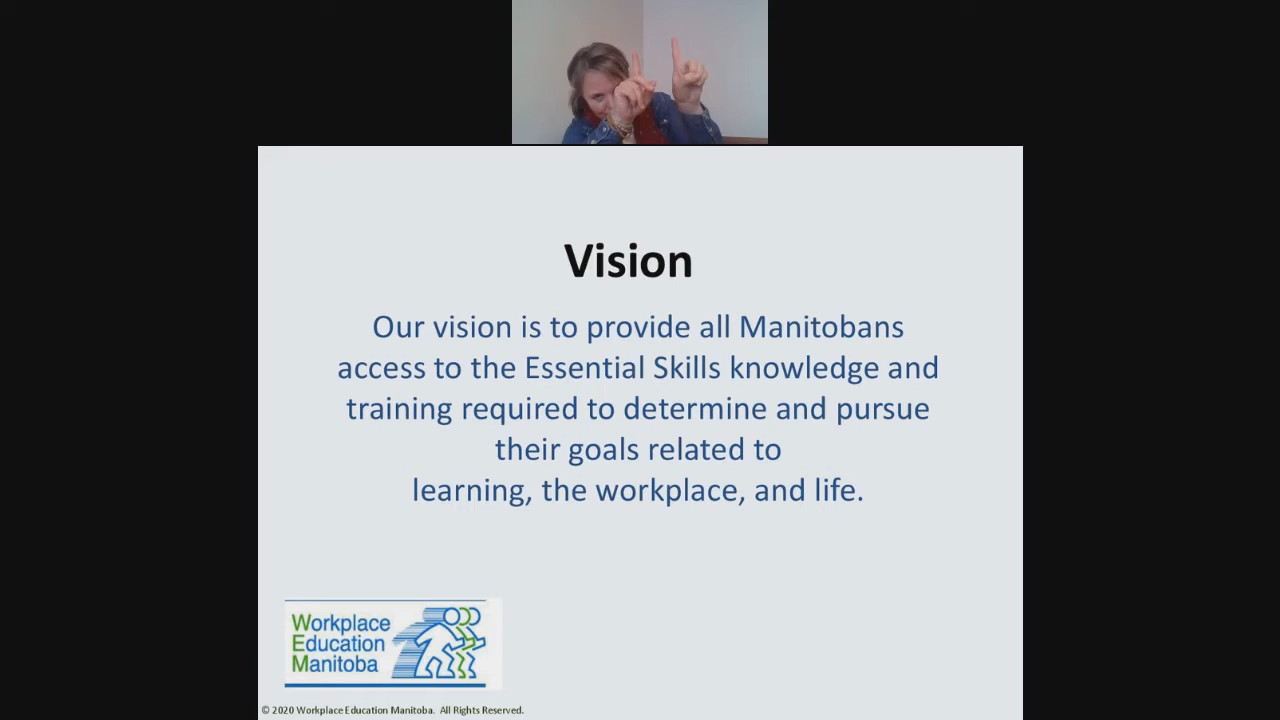 Vision
Our vision is to provide all Manitobans
access to the Essential Skills knowledge and
training required to determine and pursue
their goals related to
learning, the workplace, and life.
Workplace
Education
Manitoba
© 2020 Workplace Education Manitoba. All Rights Reserved.